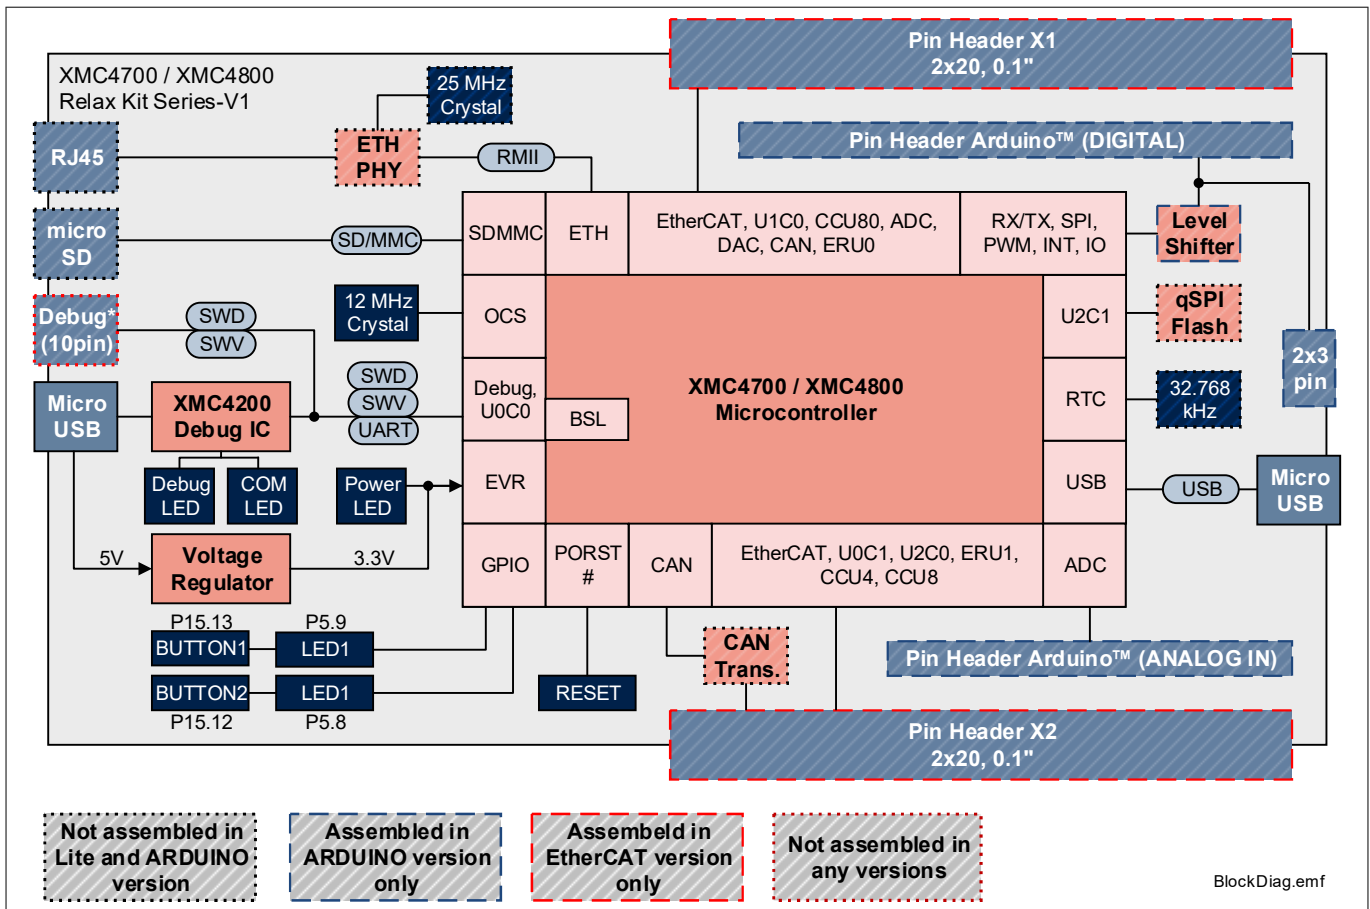 Pin Header X1
2x20, 0.1"
XMC4700 / XMC4800
Relax Kit Series-V1
25 MHz
Crystal
Pin Header Arduino™ (DIGITAL)
RJ45
ETH
PHY
RMII
micro
SD
SD/MMC
SDMMC
ETH
EtherCAT, U1C0, CCU80, ADC,
DAC, CAN, ERU0
RX/TX, SPI,
PWM, INT, IO
Level
Shifter
Debug*
(10pin)
SWD
SWV
12 MHz
Crystal
OCS
U2C1
qSPI
Flash
2x3
pin
Micro
USB
XMC4200
Debug IC
SWD
SWV
UART
Debug,
U0C0
BSL
XMC4700 / XMC4800
Microcontroller
RTC
32.768
kHz
Debug
LED
COM
LED
Power
LED
EVR
USB
USB
Micro
USB
5V
Voltage
Regulator
3.3V
GPIO
PORST
#
CAN
EtherCAT, U0C1, U2C0, ERU1,
CCU4, CCU8
ADC
P15.13
P5.9
BUTTON1
LED1
CAN
Trans.
Pin Header Arduino™ (ANALOG IN)
BUTTON2
LED1
RESET
P15.12
P5.8
Pin Header X2
2x20, 0.1"
Not assembled in
Lite and ARDUINO
version
Assembled in
ARDUINO version
only
Assembeld in
EtherCAT version
only
Not assembled in
any versions
BlockDiag.emf